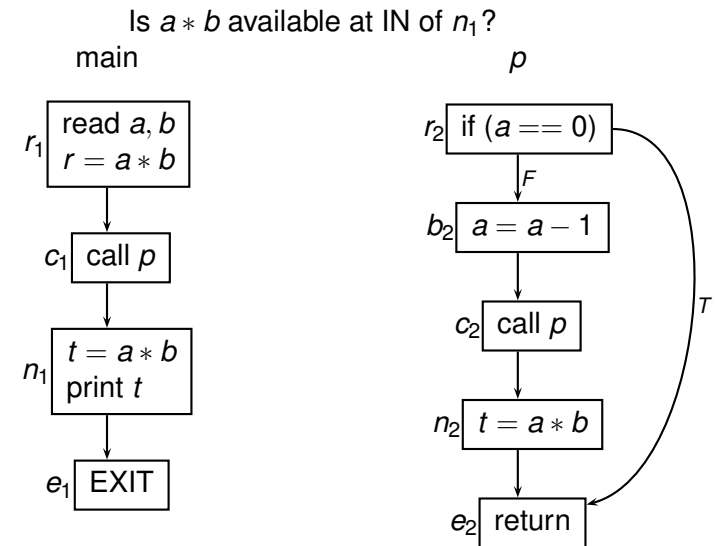 Is a ∗ b available at IN of n₁?
main
r₁
read a, b
r = a ∗ b
c₁
call p
n₁
t = a ∗ b
print t
e₁
EXIT
p
r₂
if (a == 0)
F
T
b₂
a = a − 1
c₂
call p
n₂
t = a ∗ b
e₂
return